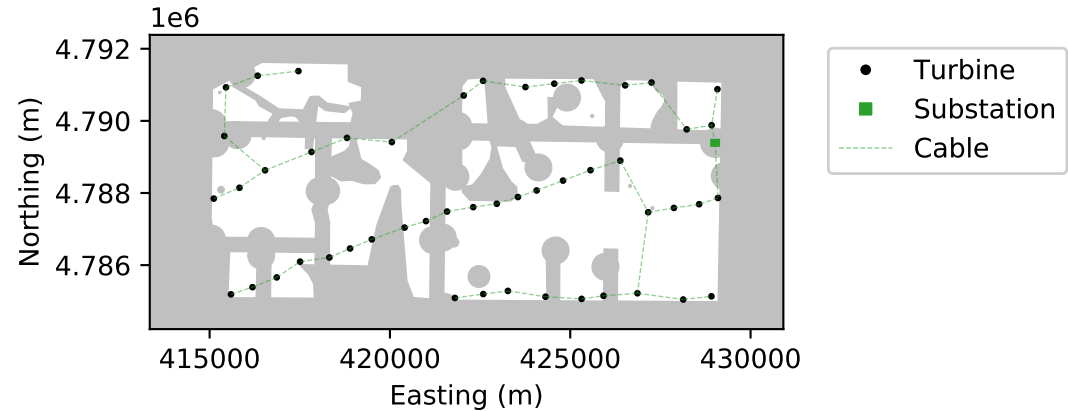 1e6
4.792
4.790
4.788
4.786
Northing (m)
415000 420000 425000 430000
Easting (m)
Turbine
Substation
Cable